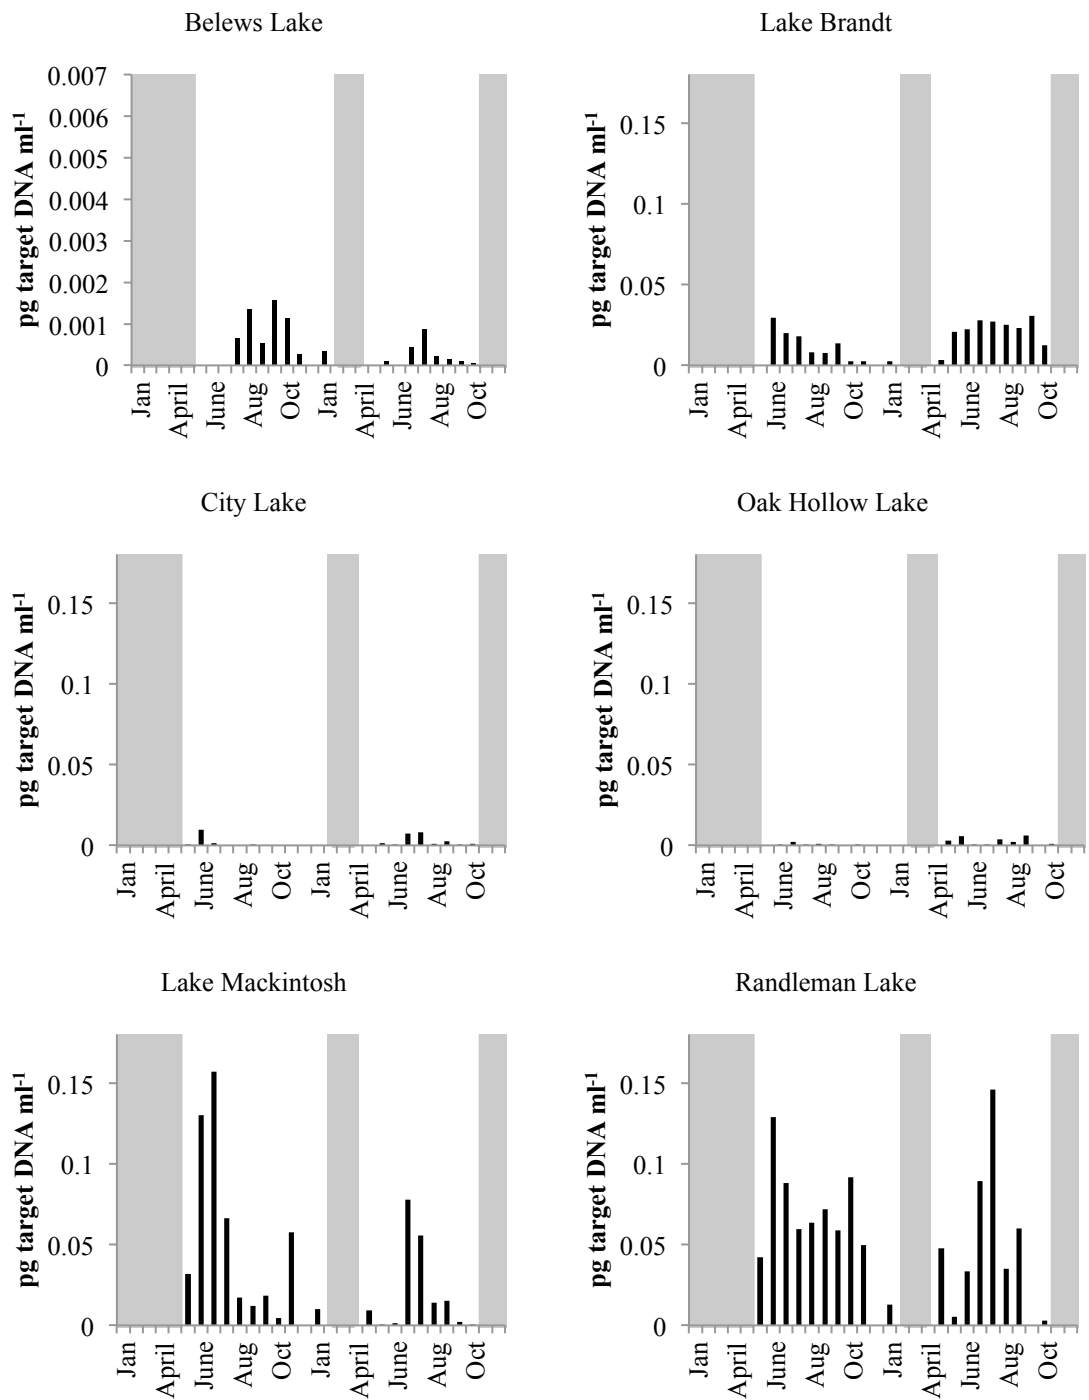 Belews Lake
pg target DNA ml-1
0.007
0.006
0.005
0.004
0.003
0.002
0.001
0
Jan April June Aug Oct Jan April June Aug Oct
Lake Brandt
pg target DNA ml-1
0.15
0.1
0.05
0
Jan April June Aug Oct Jan April June Aug Oct
City Lake
pg target DNA ml-1
0.15
0.1
0.05
0
Jan April June Aug Oct Jan April June Aug Oct
Oak Hollow Lake
pg target DNA ml-1
0.15
0.1
0.05
0
Jan April June Aug Oct Jan April June Aug Oct
Lake Mackintosh
pg target DNA ml-1
0.15
0.1
0.05
0
Jan April June Aug Oct Jan April June Aug Oct
Randleman Lake
pg target DNA ml-1
0.15
0.1
0.05
0
Jan April June Aug Oct Jan April June Aug Oct